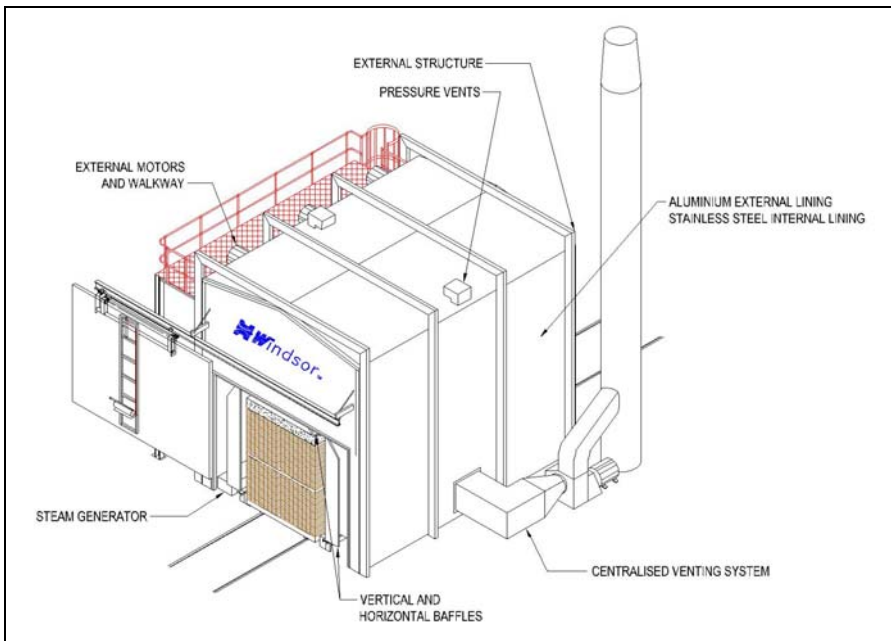 EXTERNAL STRUCTURE
PRESSURE VENTS
EXTERNAL MOTORS
AND WALKWAY
ALUMINIUM EXTERNAL LINING
STAINLESS STEEL INTERNAL LINING
Windsor
STEAM GENERATOR
CENTRALISED VENTING SYSTEM
VERTICAL AND
HORIZONTAL BAFFLES